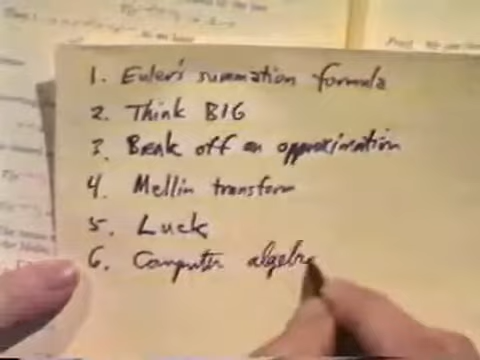 1. Euler's summation formula
2. Think BIG
3. Break off an approximation
4. Mellin transform
5. Luck
6. Computer algebra